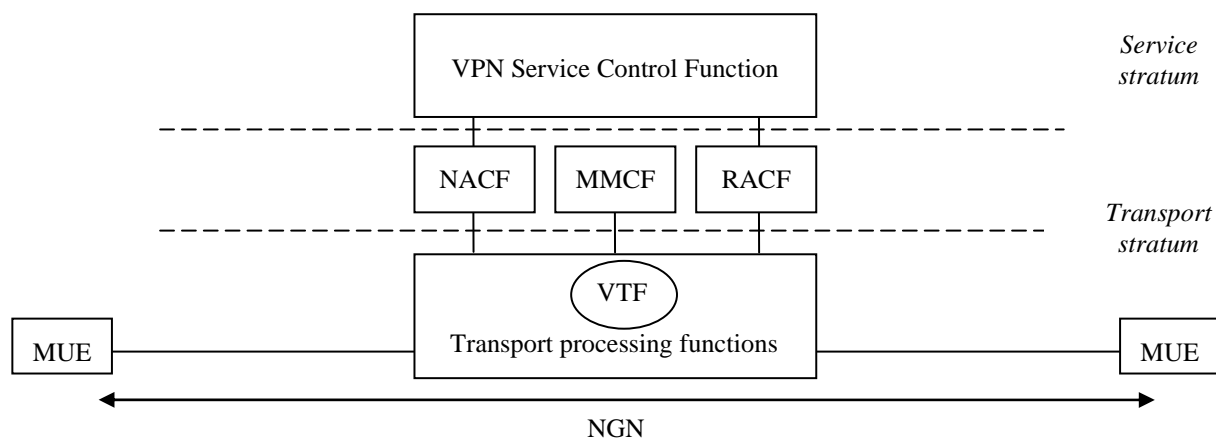 VPN Service Control Function
Service
stratum
NACF
MMCF
RACF
Transport
stratum
VTF
Transport processing functions
MUE
MUE
NGN